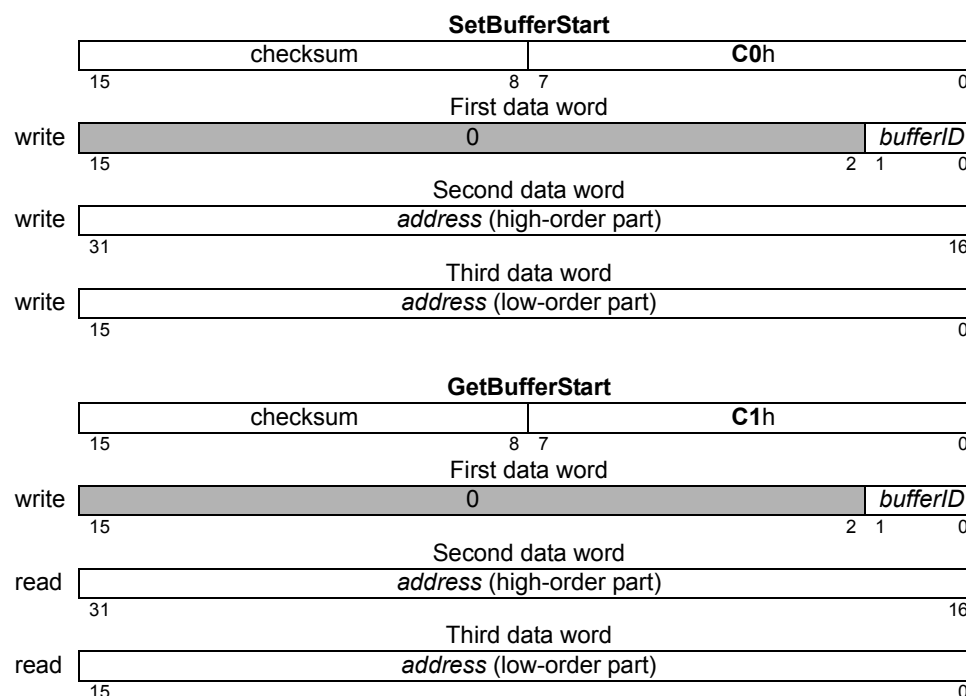 SetBufferStart
checksum C0h
15 8 7 0
First data word
write 0 bufferID
15 2 1 0
Second data word
write address (high-order part)
31 16
Third data word
write address (low-order part)
15 0
GetBufferStart
checksum C1h
15 8 7 0
First data word
write 0 bufferID
15 2 1 0
Second data word
read address (high-order part)
31 16
Third data word
read address (low-order part)
15 0